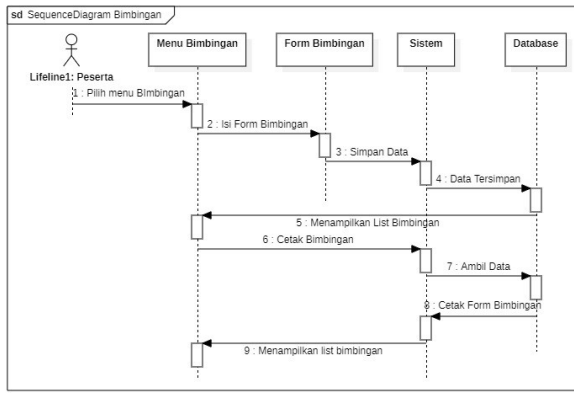 sd SequenceDiagram Bimbingan
Menu Bimbingan
Form Bimbingan
Sistem
Database
Lifeline1: Peserta
1 : Pilih menu BImbingan
2 : Isi Form Bimbingan
3 : Simpan Data
4 : Data Tersimpan
5 : Menampilkan List Bimbingan
6 : Cetak Bimbingan
7 : Ambil Data
8 : Cetak Form Bimbingan
9 : Menampilkan list bimbingan